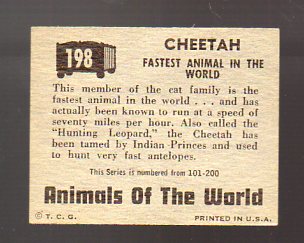 198
CHEETAH
FASTEST ANIMAL IN THE
WORLD
This member of the cat family is the
fastest animal in the world . . . and has
actually been known to run at a speed of
seventy miles per hour. Also called the
"Hunting Leopard," the Cheetah has
been tamed by Indian Princes and used
to hunt very fast antelopes.
This Series is numbered from 101-200
Animals Of The World
© T. C. G.
PRINTED IN U.S.A.